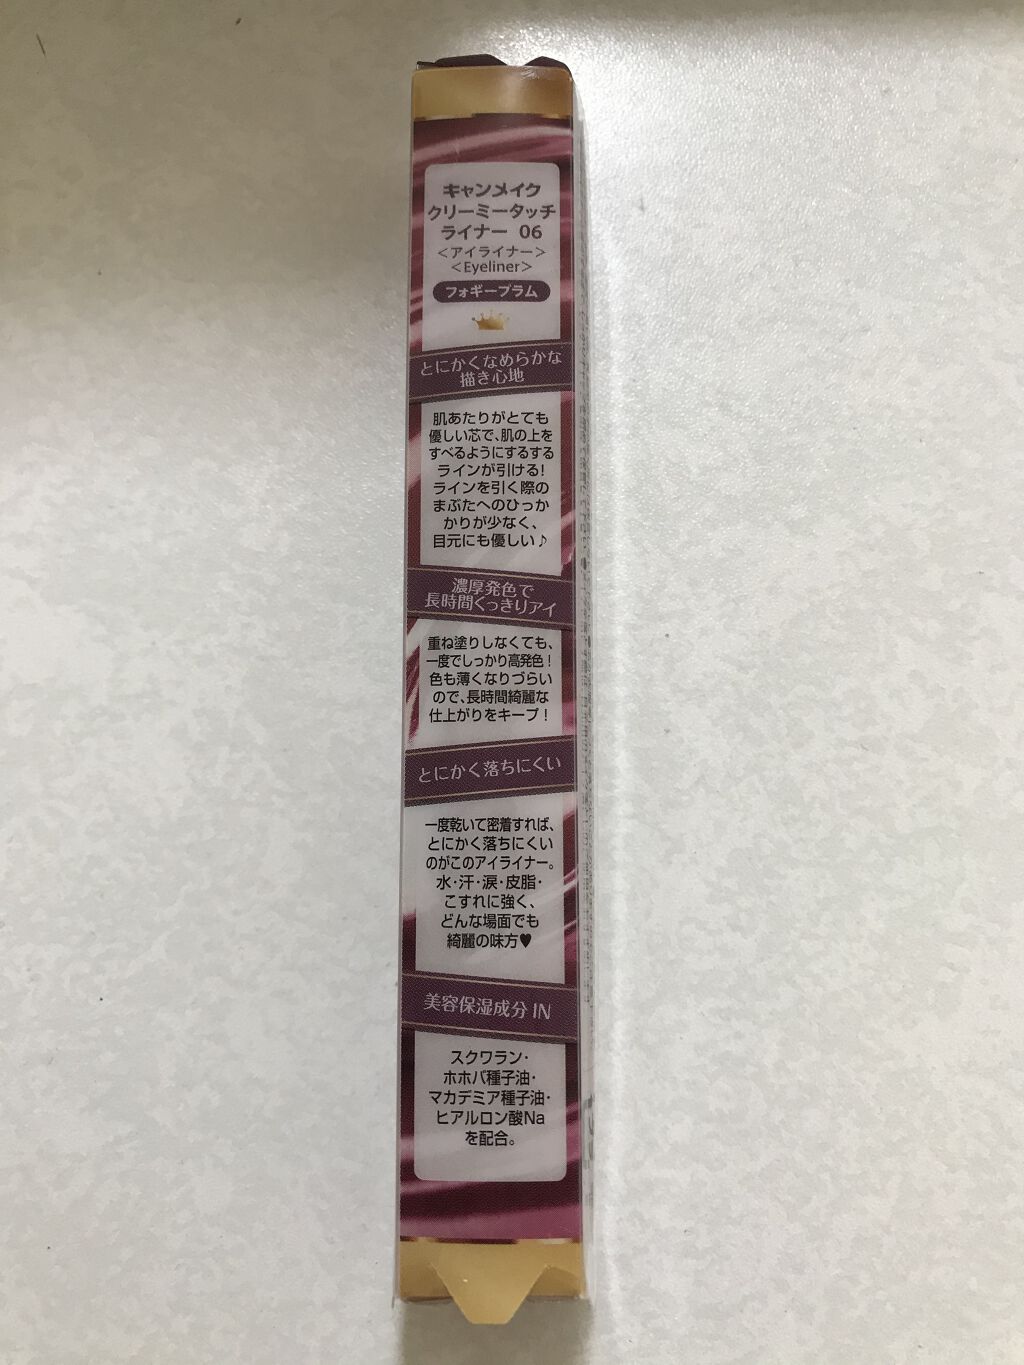 キャンメイク
クリーミータッチ
ライナー 06
＜アイライナー＞
＜Eyeliner＞
フォギープラム
とにかくなめらかな
描き心地
肌あたりがとても
優しい芯で、肌の上を
すべるようにするする
ラインが引ける!
ラインを引く際の
まぶたへのひっか
かりが少なく、
目元にも優しい♪
濃厚発色で
長時間くっきりアイ
重ね塗りしなくても、
一度でしっかり高発色!
色も薄くなりづらい
ので、長時間綺麗な
仕上がりをキープ!
とにかく落ちにくい
一度乾いて密着すれば、
とにかく落ちにくい
のがこのアイライナー。
水・汗・涙・皮脂・
こすれに強く、
どんな場面でも
綺麗の味方♥
美容保湿成分 IN
スクワラン・
ホホバ種子油・
マカデミア種子油・
ヒアルロン酸Na
を配合。